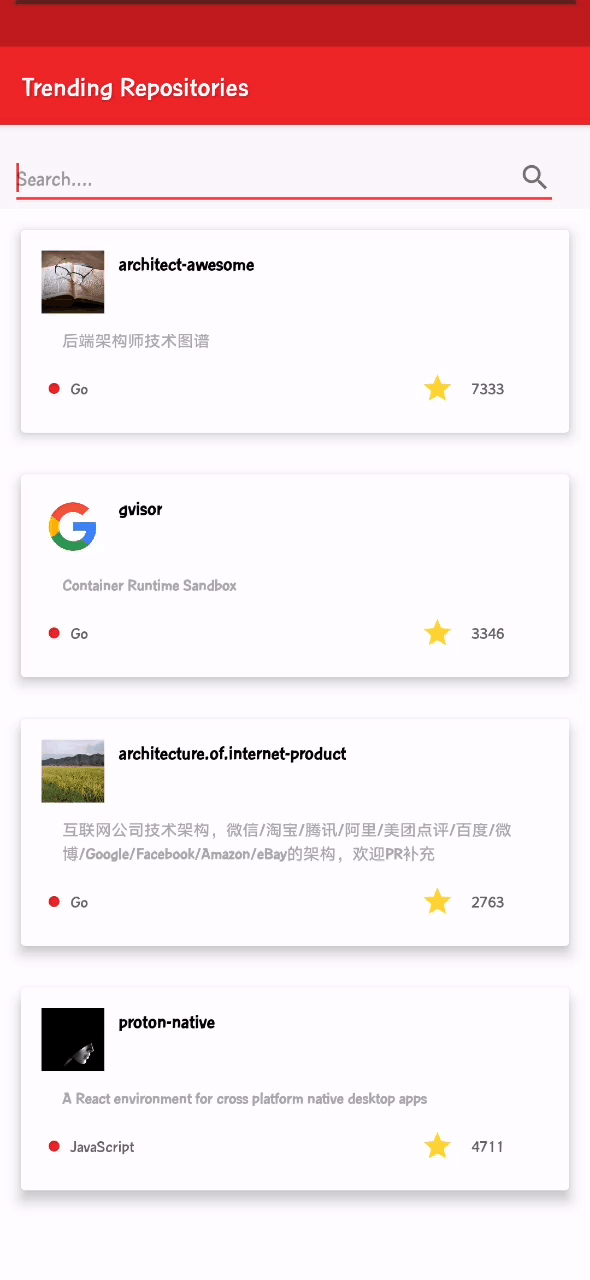 Trending Repositories
Search....
architect-awesome
后端架构师技术图谱
Go
7333
gvisor
Container Runtime Sandbox
Go
3346
architecture.of.internet-product
互联网公司技术架构，微信/淘宝/腾讯/阿里/美团点评/百度/微
博/Google/Facebook/Amazon/eBay的架构，欢迎PR补充
Go
2763
proton-native
A React environment for cross platform native desktop apps
JavaScript
4711